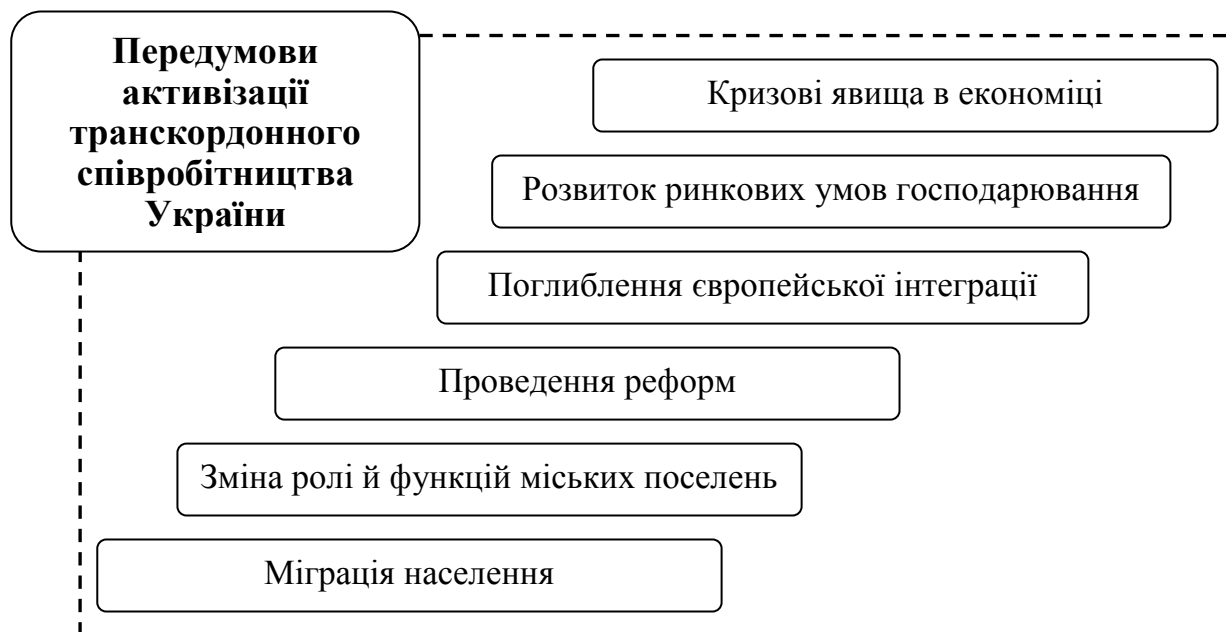 Передумови
активізації
транскордонного
співробітництва
України
Кризові явища в економіці
Розвиток ринкових умов господарювання
Поглиблення європейської інтеграції
Проведення реформ
Зміна ролі й функцій міських поселень
Міграція населення